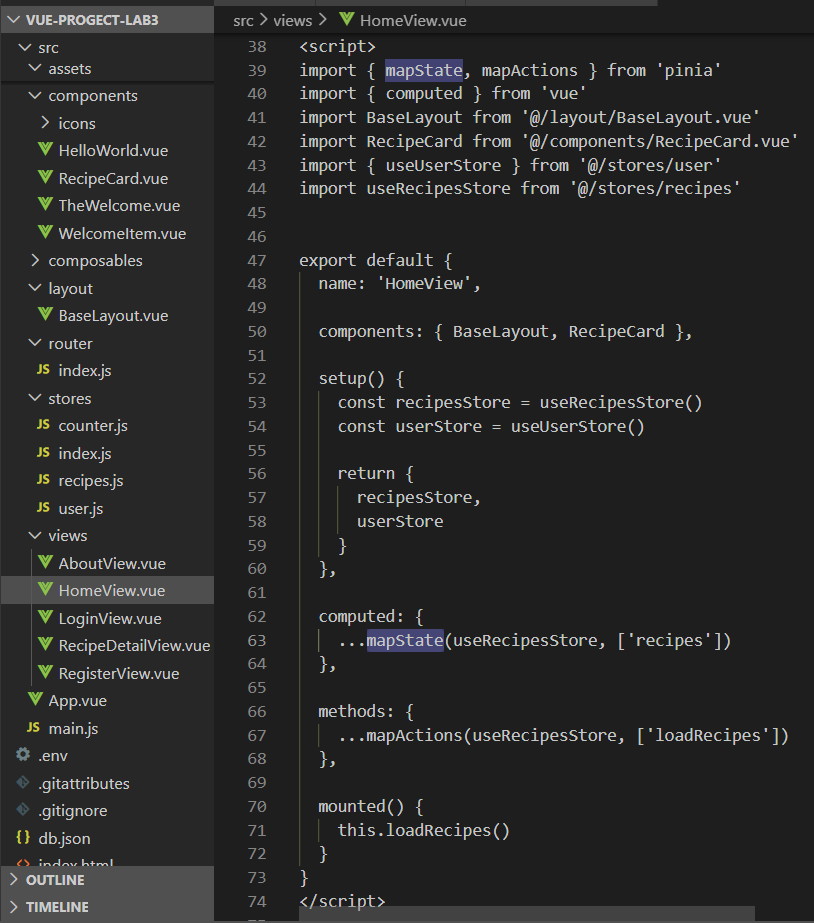 VUE-PROGECT-LAB3
src
assets
components
icons
HelloWorld.vue
RecipeCard.vue
TheWelcome.vue
WelcomeItem.vue
composables
layout
BaseLayout.vue
router
JS index.js
stores
JS counter.js
JS index.js
JS recipes.js
JS user.js
views
AboutView.vue
HomeView.vue
LoginView.vue
RecipeDetailView.vue
RegisterView.vue
App.vue
JS main.js
.env
.gitattributes
.gitignore
{} db.json
<> index.html
OUTLINE
TIMELINE
src > views > HomeView.vue
38 <script>
39 import { mapState, mapActions } from 'pinia'
40 import { computed } from 'vue'
41 import BaseLayout from '@/layout/BaseLayout.vue'
42 import RecipeCard from '@/components/RecipeCard.vue'
43 import { useUserStore } from '@/stores/user'
44 import useRecipesStore from '@/stores/recipes'
45
46
47 export default {
48 name: 'HomeView',
49
50 components: { BaseLayout, RecipeCard },
51
52 setup() {
53 const recipesStore = useRecipesStore()
54 const userStore = useUserStore()
55
56 return {
57 recipesStore,
58 userStore
59 }
60 },
61
62 computed: {
63 ...mapState(useRecipesStore, ['recipes'])
64 },
65
66 methods: {
67 ...mapActions(useRecipesStore, ['loadRecipes'])
68 },
69
70 mounted() {
71 this.loadRecipes()
72 }
73 }
74 </script>